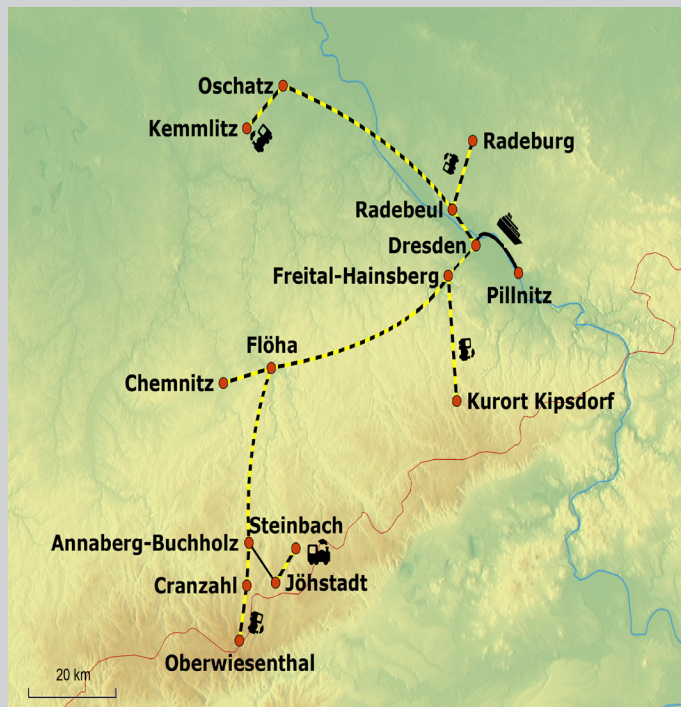 Oschatz
Kemmlitz
Radeburg
Radebeul
Dresden
Freital-Hainsberg
Pillnitz
Flöha
Chemnitz
Kurort Kipsdorf
Steinbach
Annaberg-Buchholz
Cranzahl
Jöhstadt
Oberwiesenthal
20 km